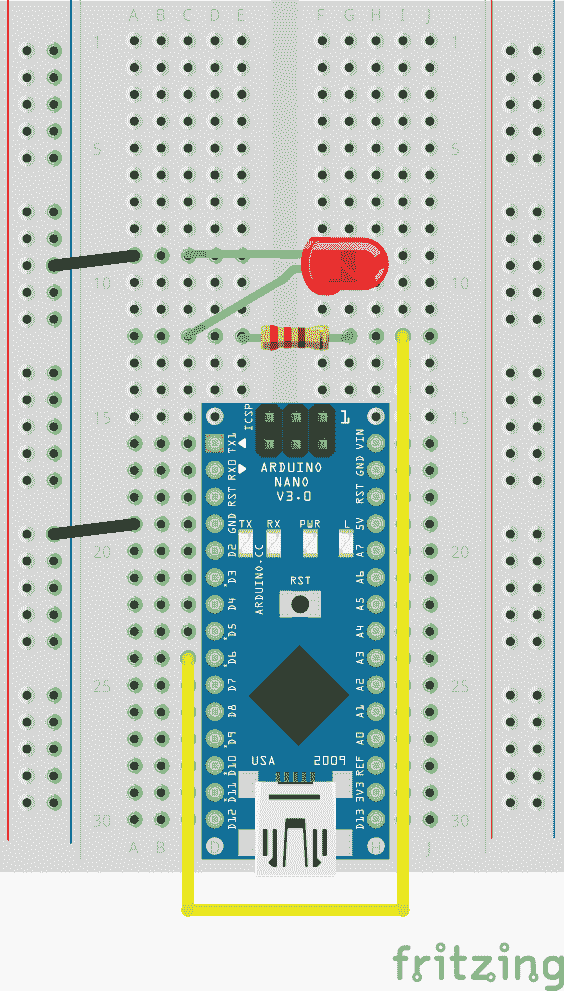 A B C D E F G H I J
1 1
5 5
10 10
15 15
20 20
25 25
30 30
A B J
ICSP
1
ARDUINO
NANO
V3.0
TX RX PWR L
RST
ARDUINO.CC
USA 2009
TX1
RX0
RST
GND
D2
D3
D4
D5
D6
D7
D8
D9
D10
D11
D12
VIN
GND
RST
5V
A7
A6
A5
A4
A3
A2
A1
A0
REF
3V3
D13
fritzing